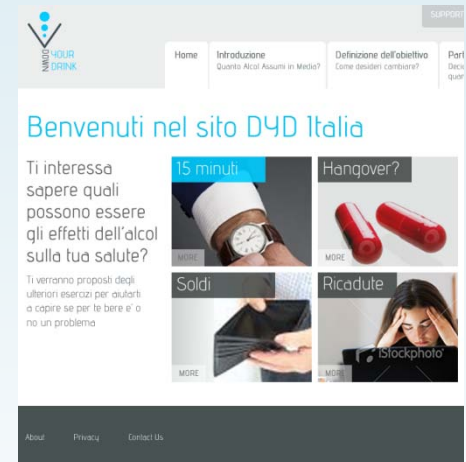 SUPPORT
DOWN YOUR DRINK
Home
Introduzione
Quanto Alcol Assumi in Media?
Definizione dell'obiettivo
Come desideri cambiare?
Benvenuti nel sito DYD Italia
Ti interessa
sapere quali
possono essere
gli effetti dell'alcol
sulla tua salute?
Ti verranno proposti degli
ulteriori esercizi per aiutarti
a capire se per te bere e' o
no un problema
15 minuti
MORE
Hangover?
MORE
Soldi
MORE
Ricadute
iStockphoto
MORE
About
Privacy
Contact Us